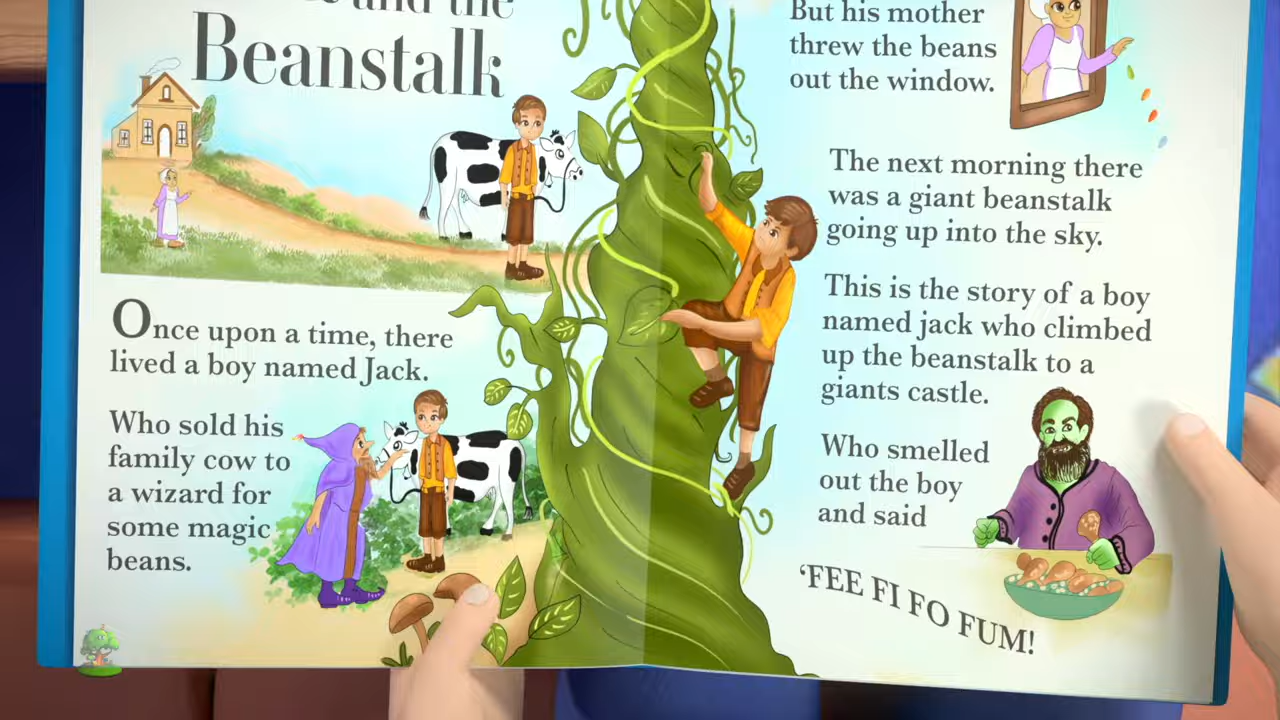 and the
Beanstalk
Once upon a time, there
lived a boy named Jack.
Who sold his
family cow to
a wizard for
some magic
beans.
But his mother
threw the beans
out the window.
The next morning there
was a giant beanstalk
going up into the sky.
This is the story of a boy
named jack who climbed
up the beanstalk to a
giants castle.
Who smelled
out the boy
and said
‘FEE FI FO FUM!